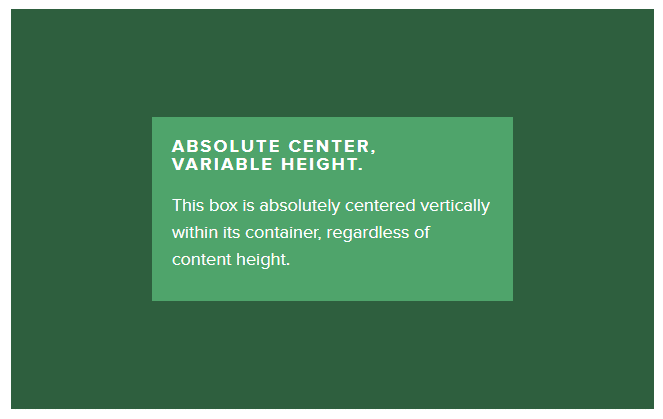 ABSOLUTE CENTER,
VARIABLE HEIGHT.
This box is absolutely centered vertically
within its container, regardless of
content height.